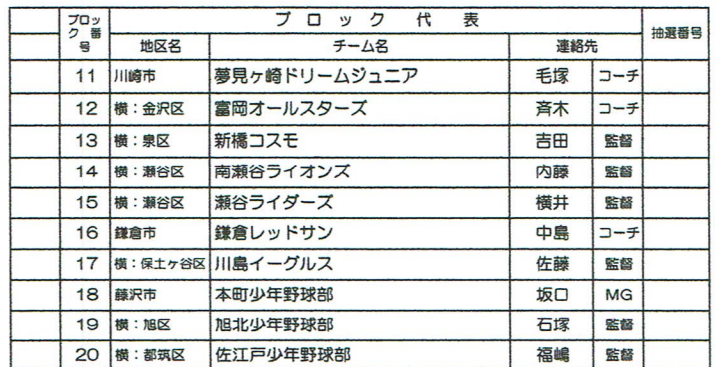 ブロック番号 ブロック代表 抽選番号
地区名 チーム名 連絡先
11 川崎市 夢見ヶ崎ドリームジュニア 毛塚 コーチ
12 横：金沢区 富岡オールスターズ 斉木 コーチ
13 横：泉区 新橋コスモ 吉田 監督
14 横：瀬谷区 南瀬谷ライオンズ 内藤 監督
15 横：瀬谷区 瀬谷ライダーズ 横井 監督
16 鎌倉市 鎌倉レッドサン 中島 コーチ
17 横：保土ヶ谷区 川島イーグルス 佐藤 監督
18 藤沢市 本町少年野球部 坂口 MG
19 横：旭区 旭北少年野球部 石塚 監督
20 横：都筑区 佐江戸少年野球部 福嶋 監督